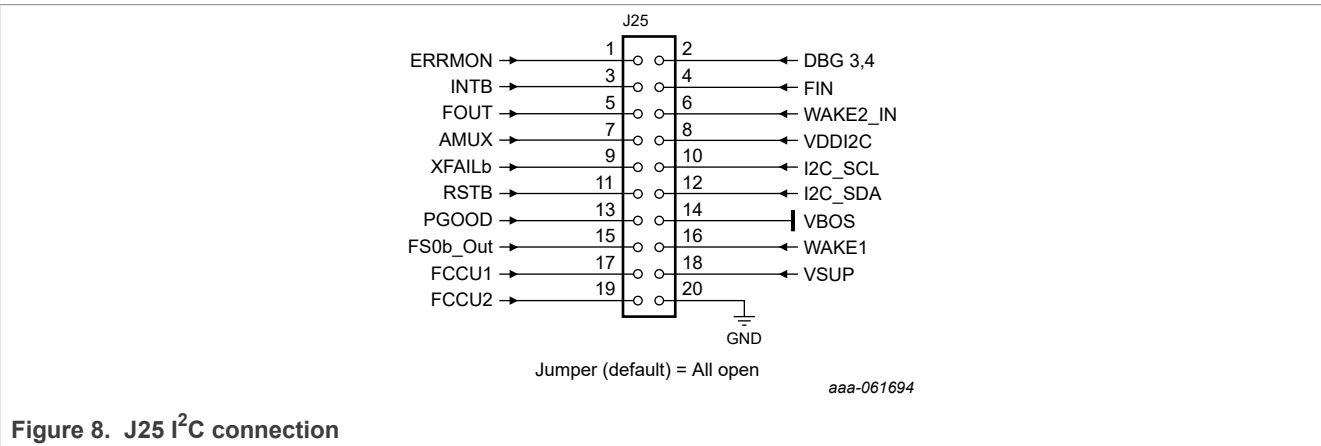 J25
ERRMON 1 2 DBG 3,4
INTB 3 4 FIN
FOUT 5 6 WAKE2_IN
AMUX 7 8 VDDI2C
XFAILb 9 10 I2C_SCL
RSTB 11 12 I2C_SDA
PGOOD 13 14 VBOS
FS0b_Out 15 16 WAKE1
FCCU1 17 18 VSUP
FCCU2 19 20
GND
Jumper (default) = All open
aaa-061694
Figure 8. J25 I²C connection